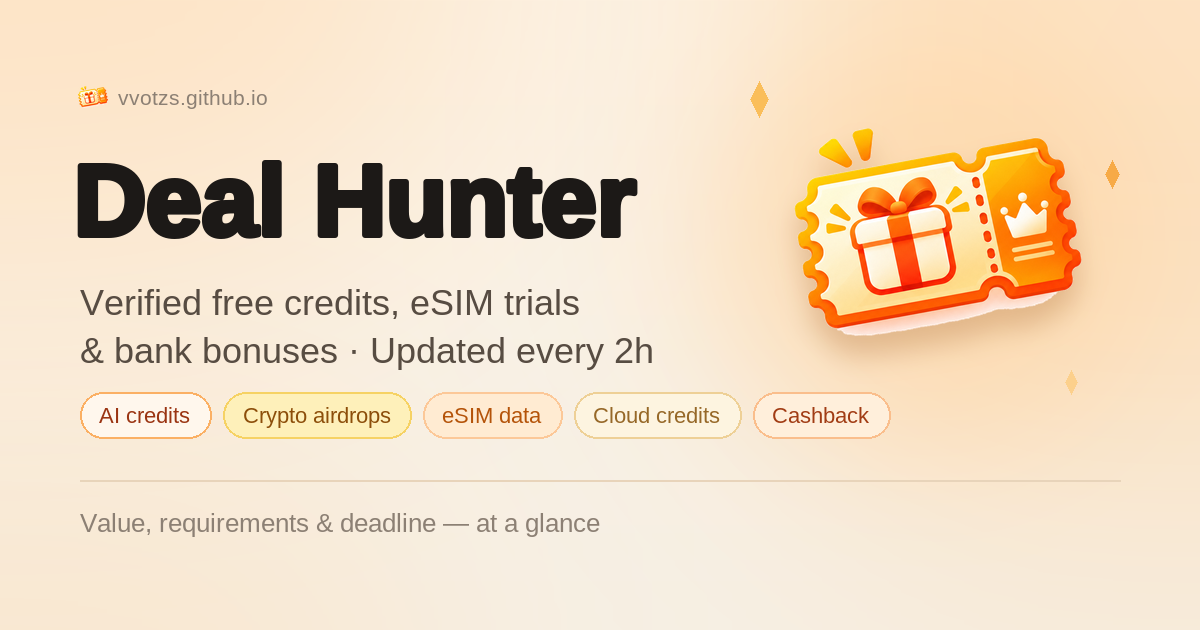 vvotzs.github.io
Deal Hunter
Verified free credits, eSIM trials
& bank bonuses · Updated every 2h
AI credits
Crypto airdrops
eSIM data
Cloud credits
Cashback
Value, requirements & deadline — at a glance